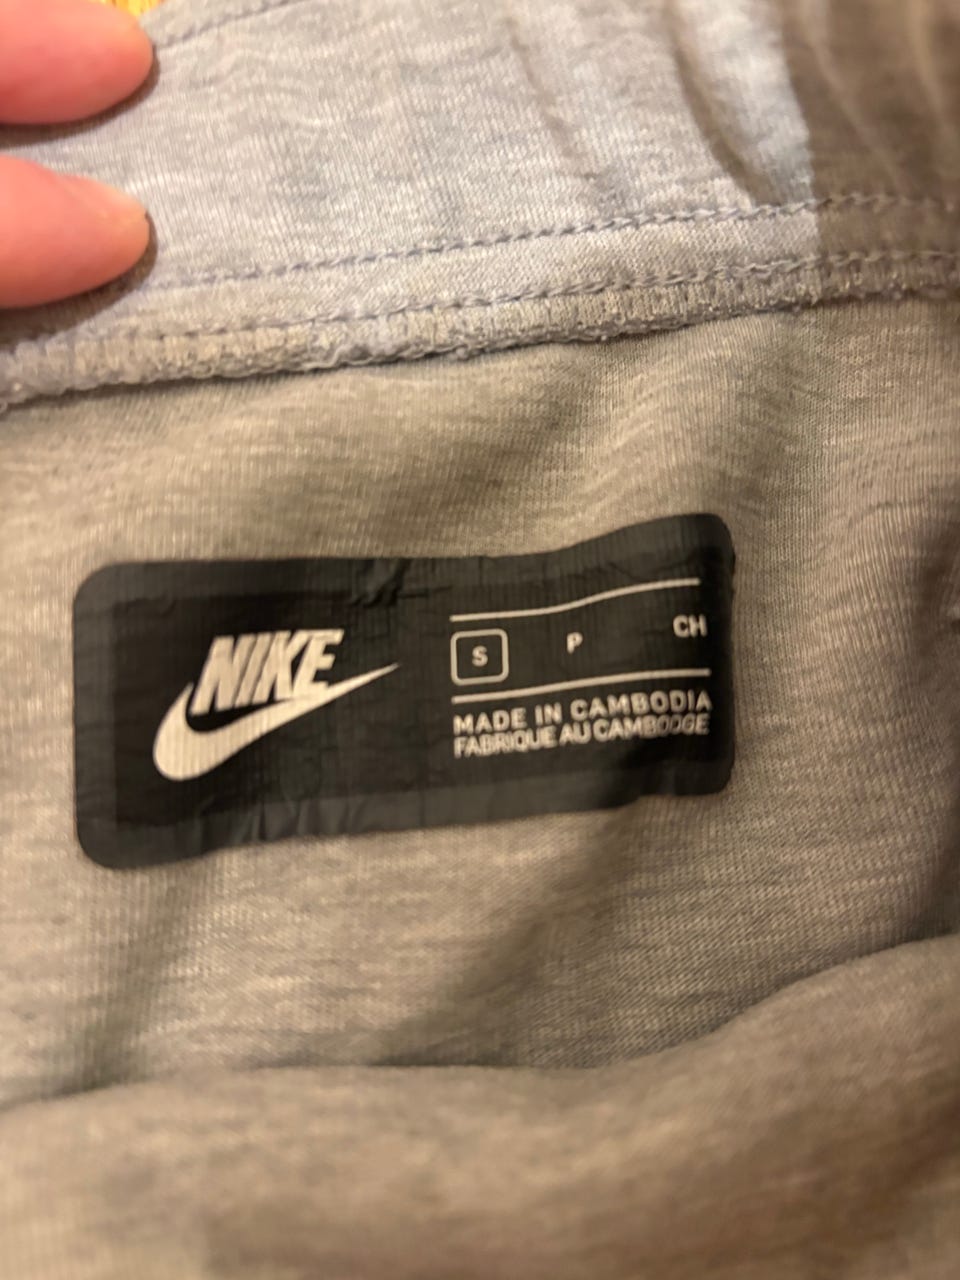 NIKE
S P CH
MADE IN CAMBODIA
FABRIQUE AU CAMBODGE